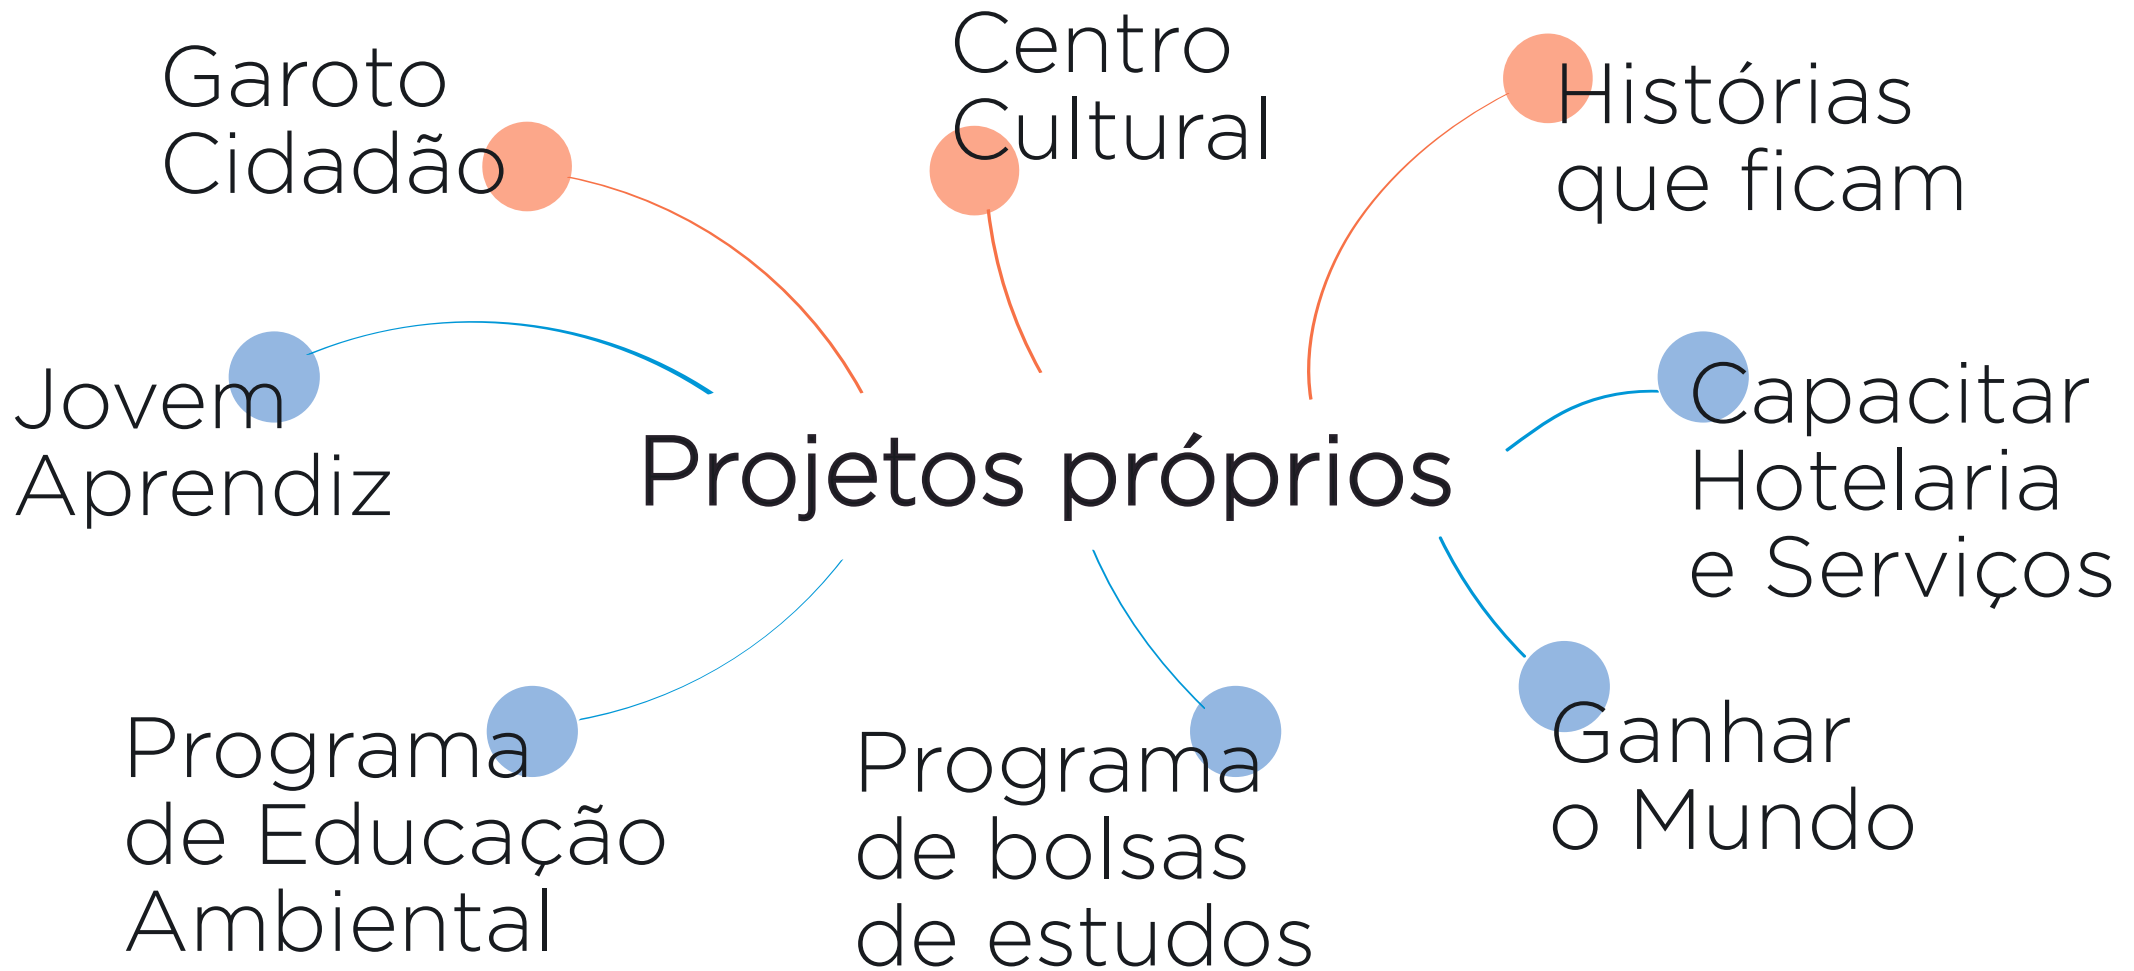 Garoto
Cidadão
Centro
Cultural
Histórias
que ficam
Jovem
Aprendiz
Projetos próprios
Capacitar
Hotelaria
e Serviços
Programa
de Educação
Ambiental
Programa
de bolsas
de estudos
Ganhar
o Mundo